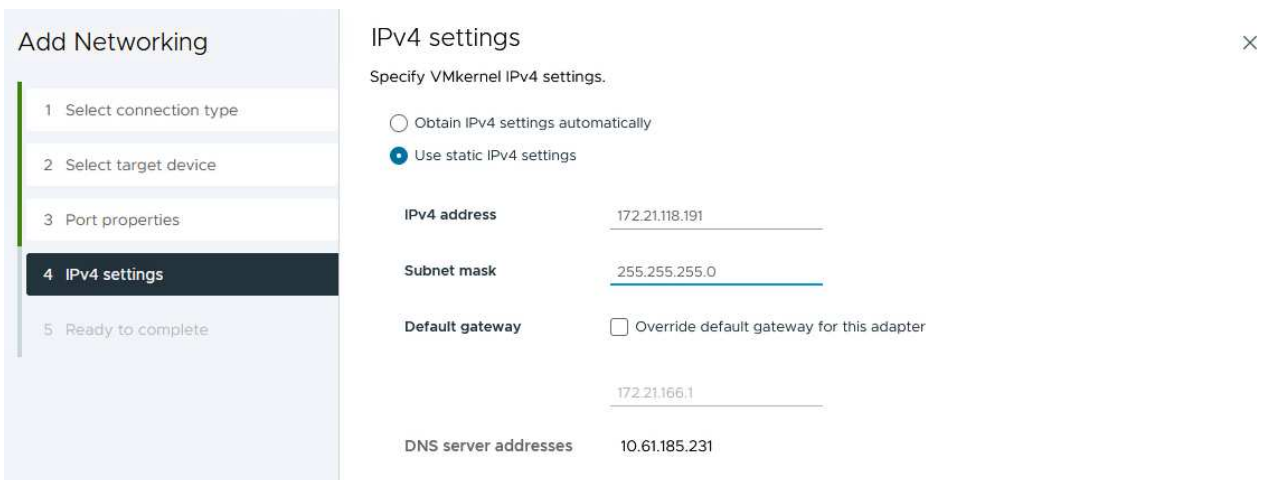 Add Networking
1 Select connection type
2 Select target device
3 Port properties
4 IPv4 settings
5 Ready to complete
IPv4 settings
Specify VMkernel IPv4 settings.
Obtain IPv4 settings automatically
Use static IPv4 settings
IPv4 address 172.21.118.191
Subnet mask 255.255.255.0
Default gateway Override default gateway for this adapter
172.21.166.1
DNS server addresses 10.61.185.231